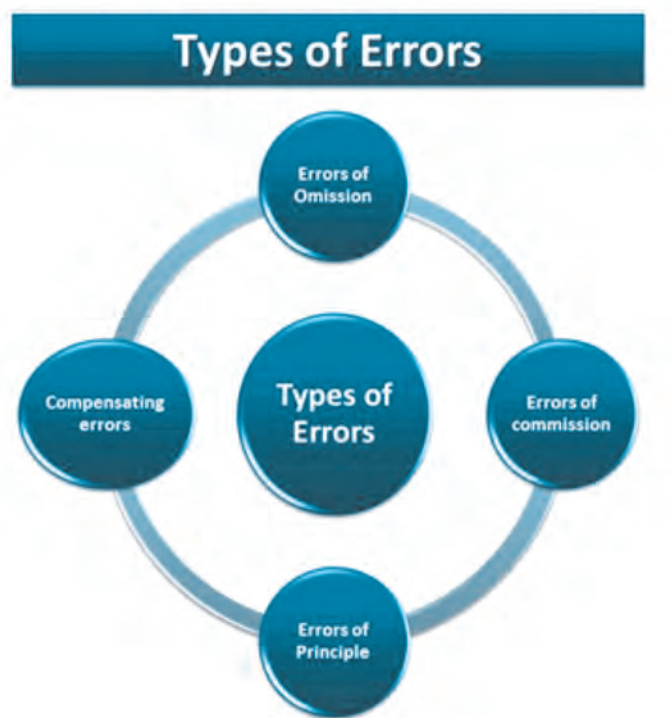 Types of Errors
Errors of
Omission
Compensating
errors
Types of
Errors
Errors of
commission
Errors of
Principle